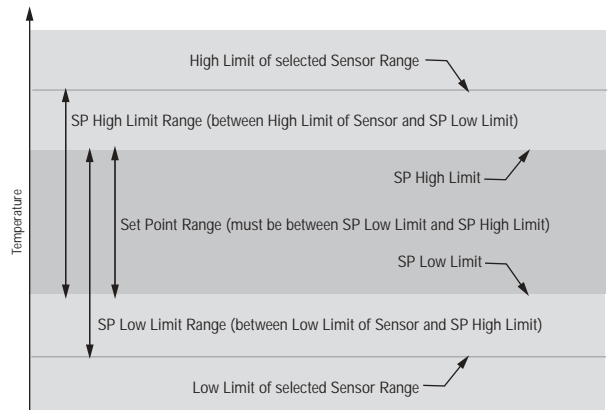 High Limit of selected Sensor Range
SP High Limit Range (between High Limit of Sensor and SP Low Limit)
SP High Limit
Temperature
Set Point Range (must be between SP Low Limit and SP High Limit)
SP Low Limit
SP Low Limit Range (between Low Limit of Sensor and SP High Limit)
Low Limit of selected Sensor Range